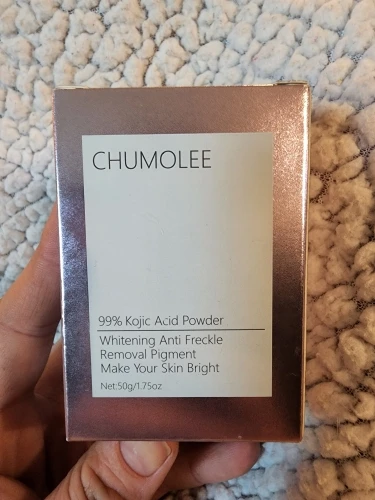 CHUMOLEE
99% Kojic Acid Powder
Whitening Anti Freckle
Removal Pigment
Make Your Skin Bright
Net:50g/1.75oz